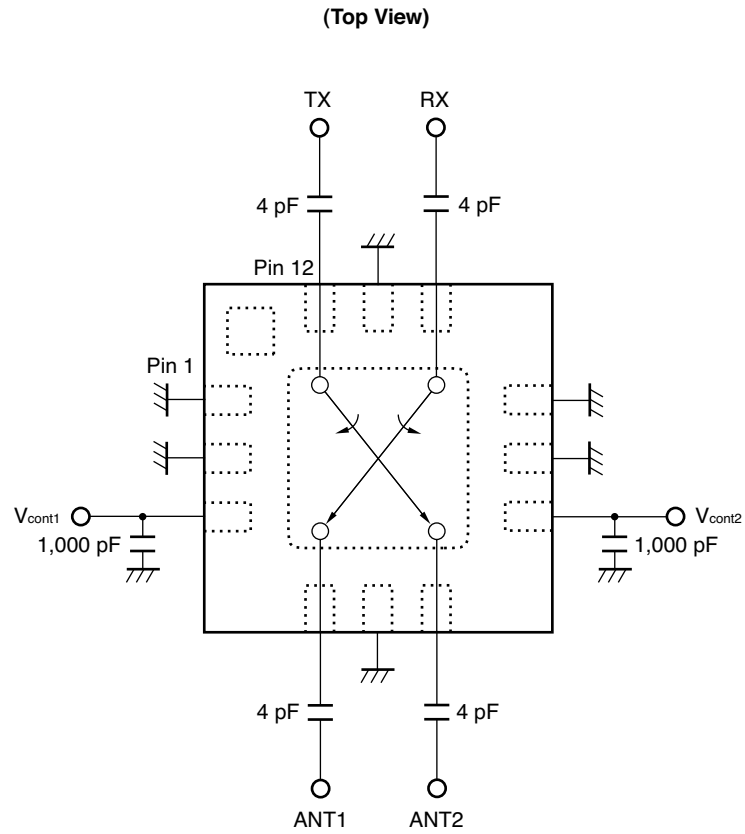 (Top View)
TX
RX
4 pF
4 pF
Pin 12
Pin 1
Vcont1
Vcont2
1,000 pF
1,000 pF
4 pF
4 pF
ANT1
ANT2